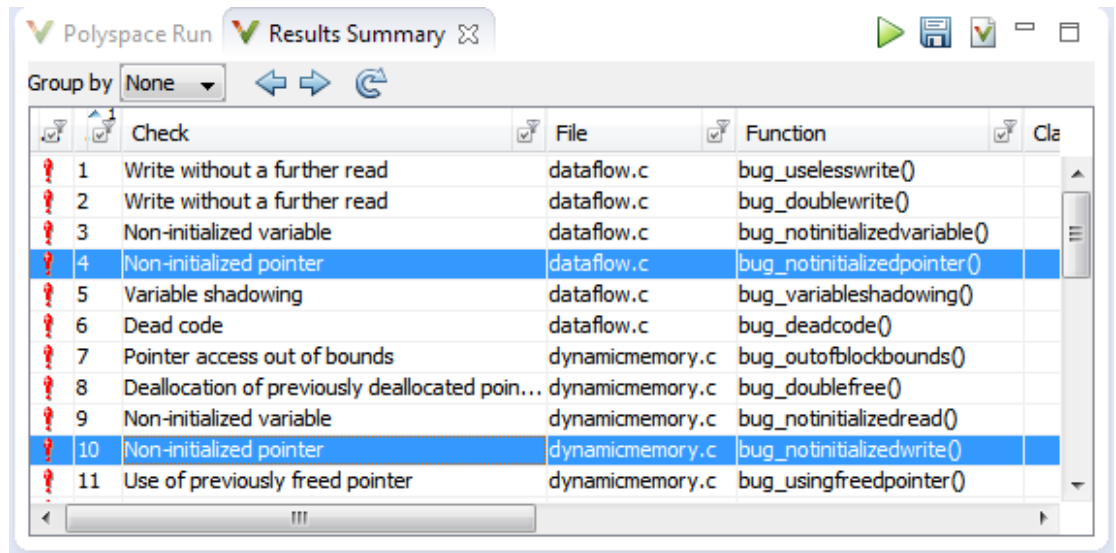 Polyspace Run Results Summary
Group by None
1
Check File Function Cla
1 Write without a further read dataflow.c bug_uselesswrite()
2 Write without a further read dataflow.c bug_doublewrite()
3 Non-initialized variable dataflow.c bug_notinitializedvariable()
4 Non-initialized pointer dataflow.c bug_notinitializedpointer()
5 Variable shadowing dataflow.c bug_variableshadowing()
6 Dead code dataflow.c bug_deadcode()
7 Pointer access out of bounds dynamicmemory.c bug_outofblockbounds()
8 Deallocation of previously deallocated poin... dynamicmemory.c bug_doublefree()
9 Non-initialized variable dynamicmemory.c bug_notinitializedread()
10 Non-initialized pointer dynamicmemory.c bug_notinitializedwrite()
11 Use of previously freed pointer dynamicmemory.c bug_usingfreedpointer()